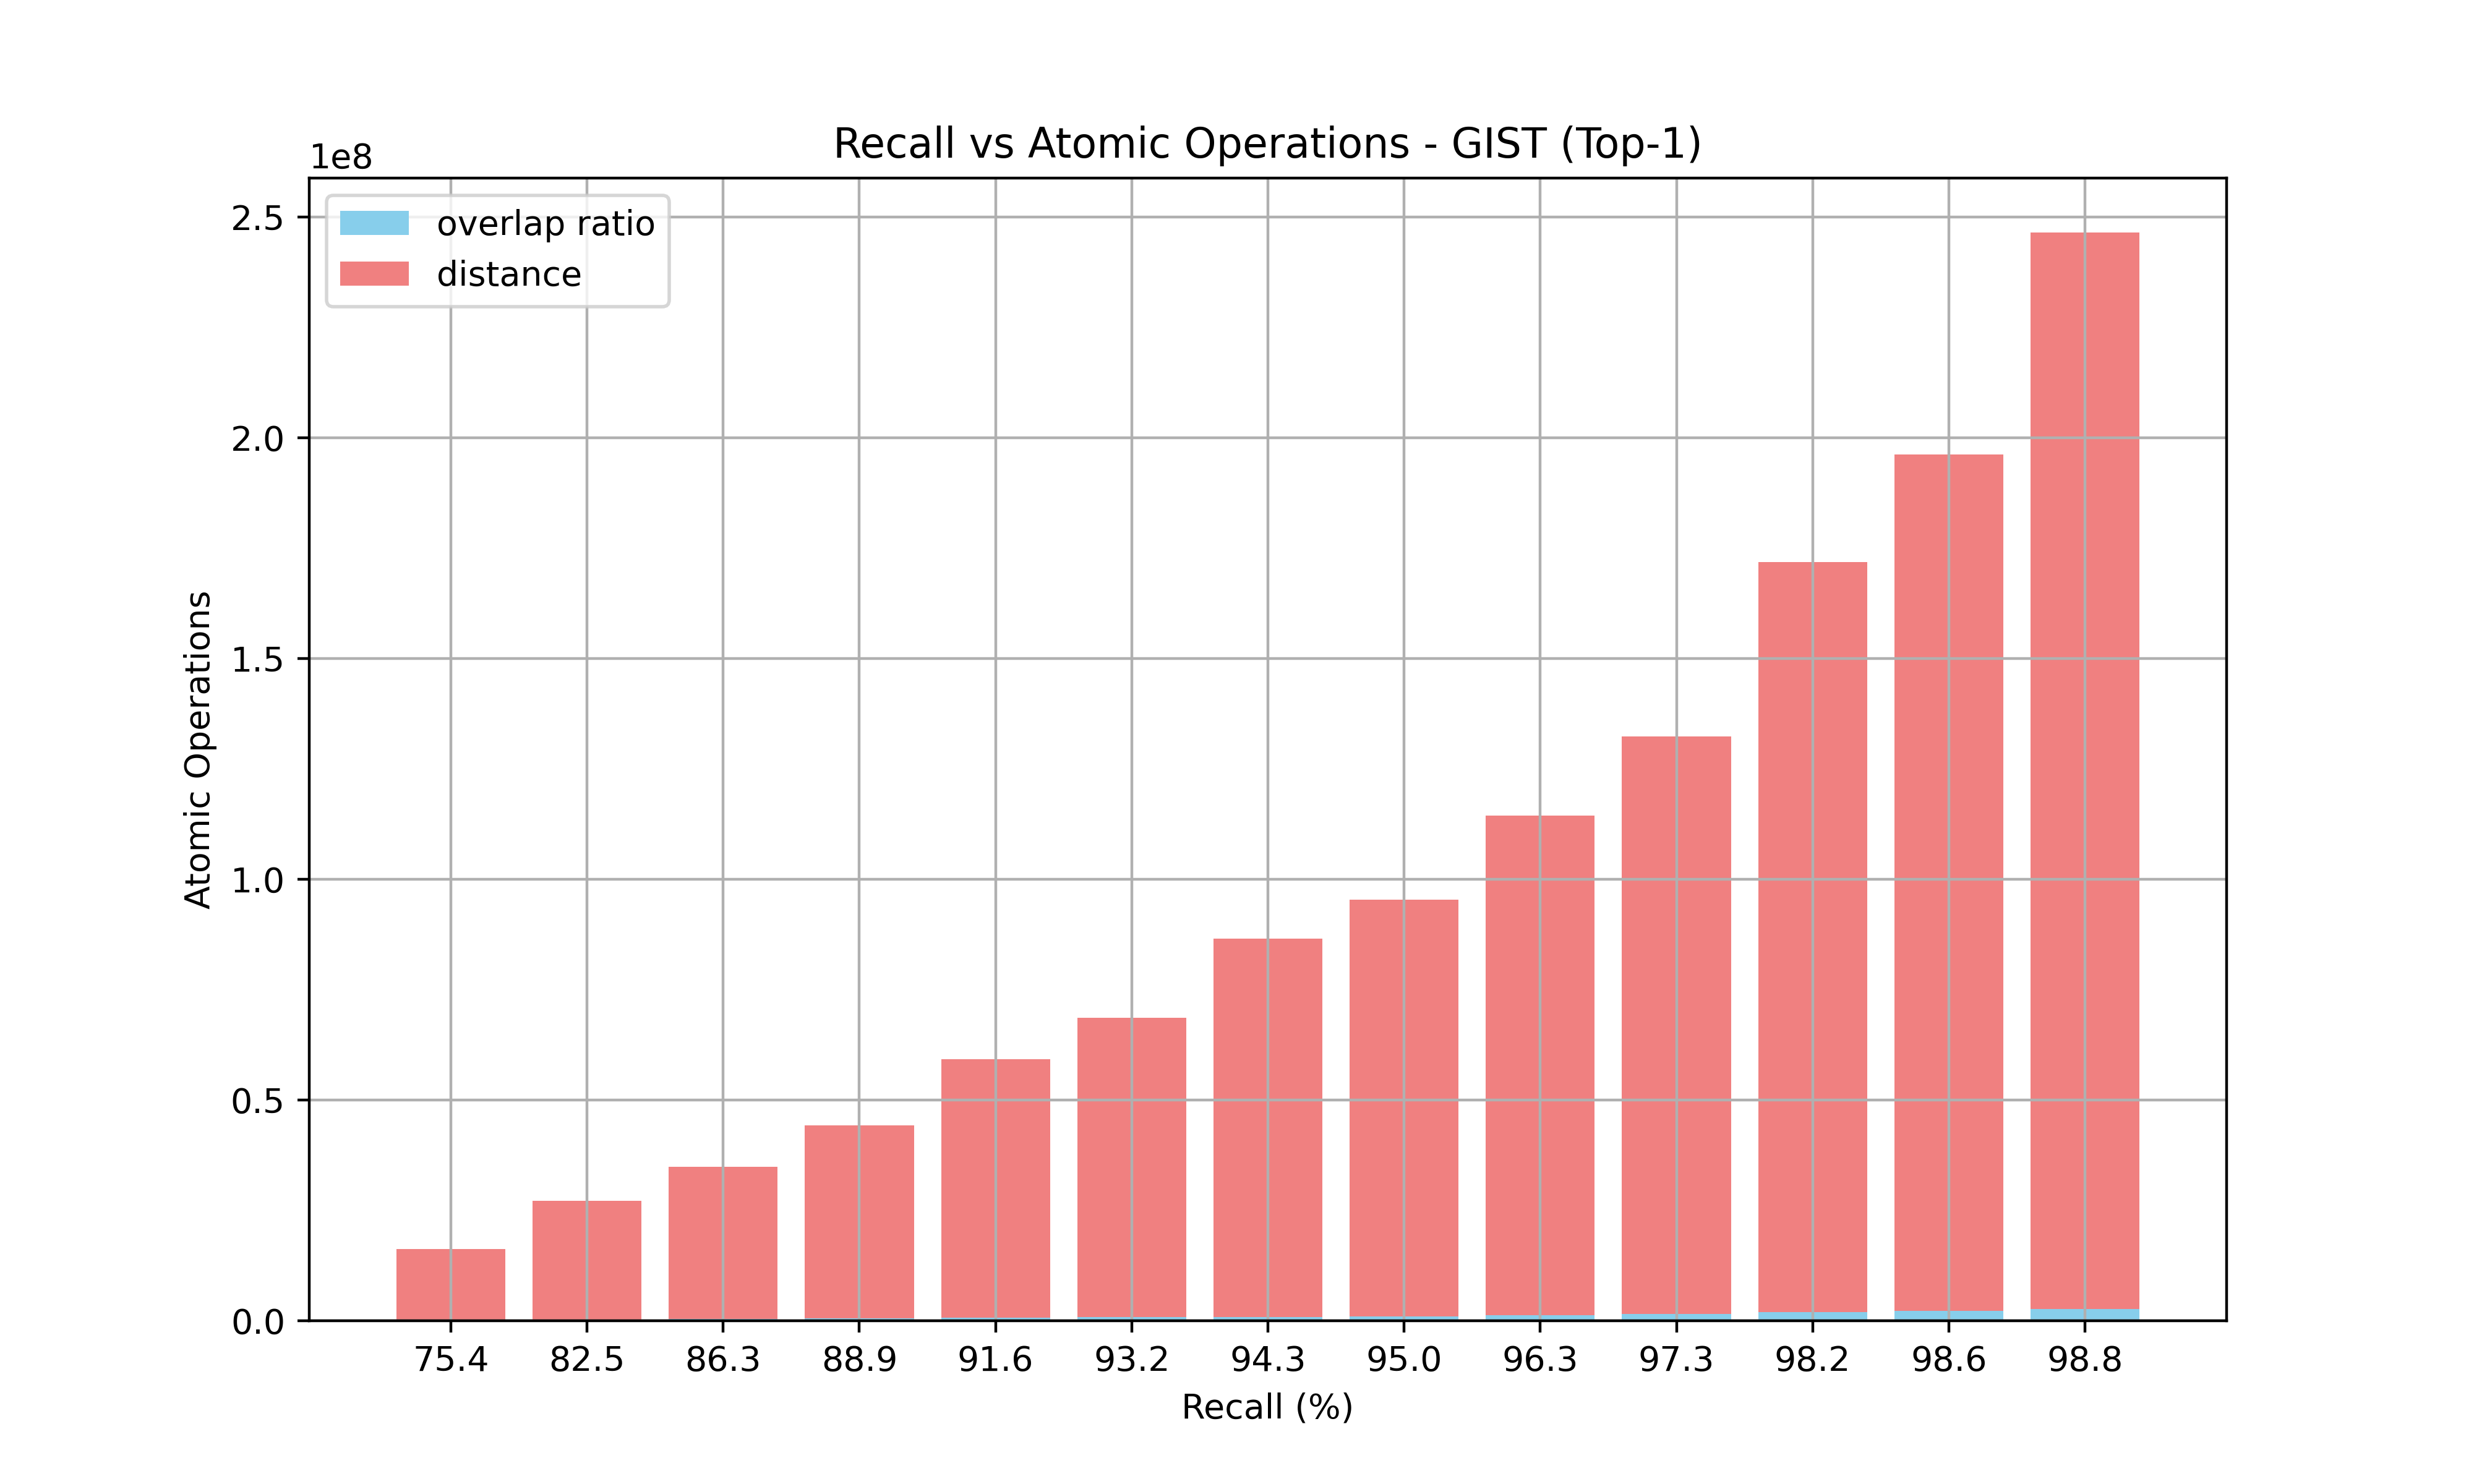 Recall vs Atomic Operations - GIST (Top-1)
1e8
overlap ratio
distance
2.5
2.0
1.5
1.0
0.5
0.0
Atomic Operations
75.4 82.5 86.3 88.9 91.6 93.2 94.3 95.0 96.3 97.3 98.2 98.6 98.8
Recall (%)